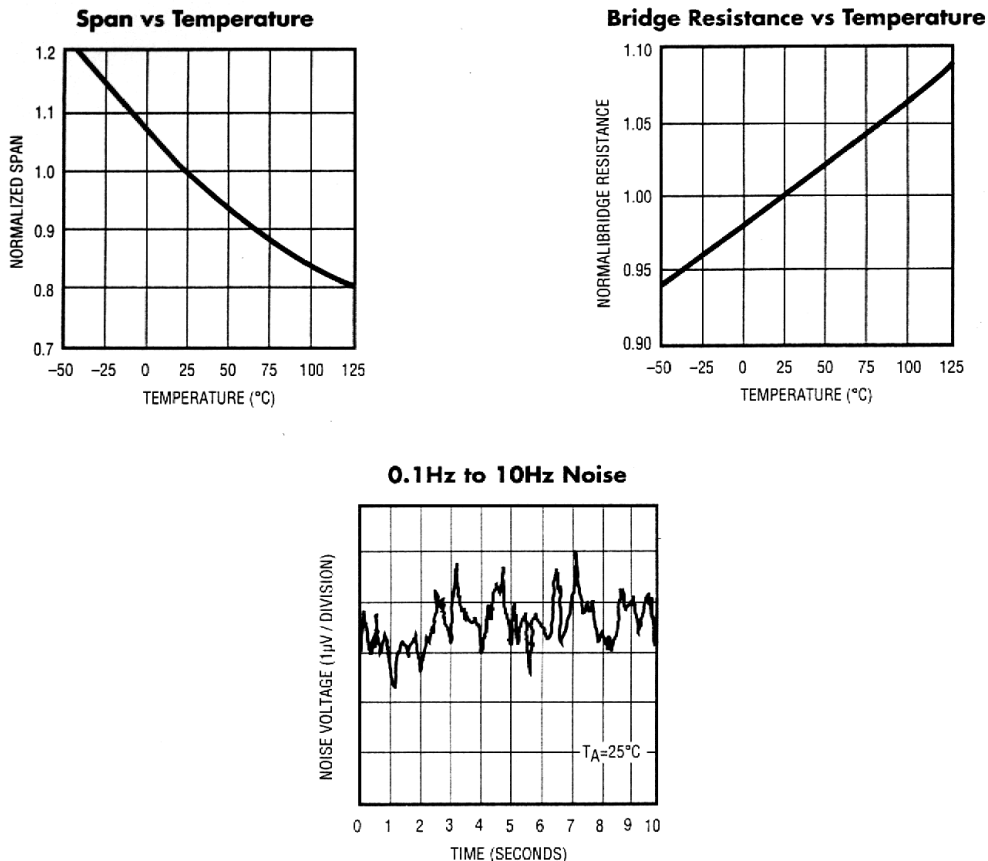 Span vs Temperature
1.2
1.1
1.0
0.9
0.8
0.7
NORMALIZED SPAN
−50 −25 0 25 50 75 100 125
TEMPERATURE (°C)
Bridge Resistance vs Temperature
1.10
1.05
1.00
0.95
0.90
NORMALIBRIDGE RESISTANCE
−50 −25 0 25 50 75 100 125
TEMPERATURE (°C)
0.1Hz to 10Hz Noise
NOISE VOLTAGE (1µV / DIVISION)
TA=25°C
0 1 2 3 4 5 6 7 8 9 10
TIME (SECONDS)